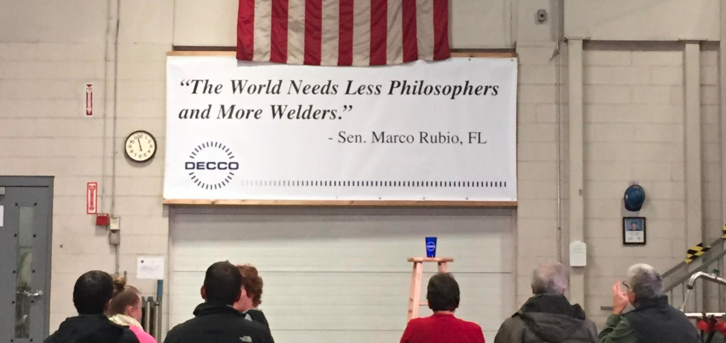 “The World Needs Less Philosophers
and More Welders.”
- Sen. Marco Rubio, FL
DECCO